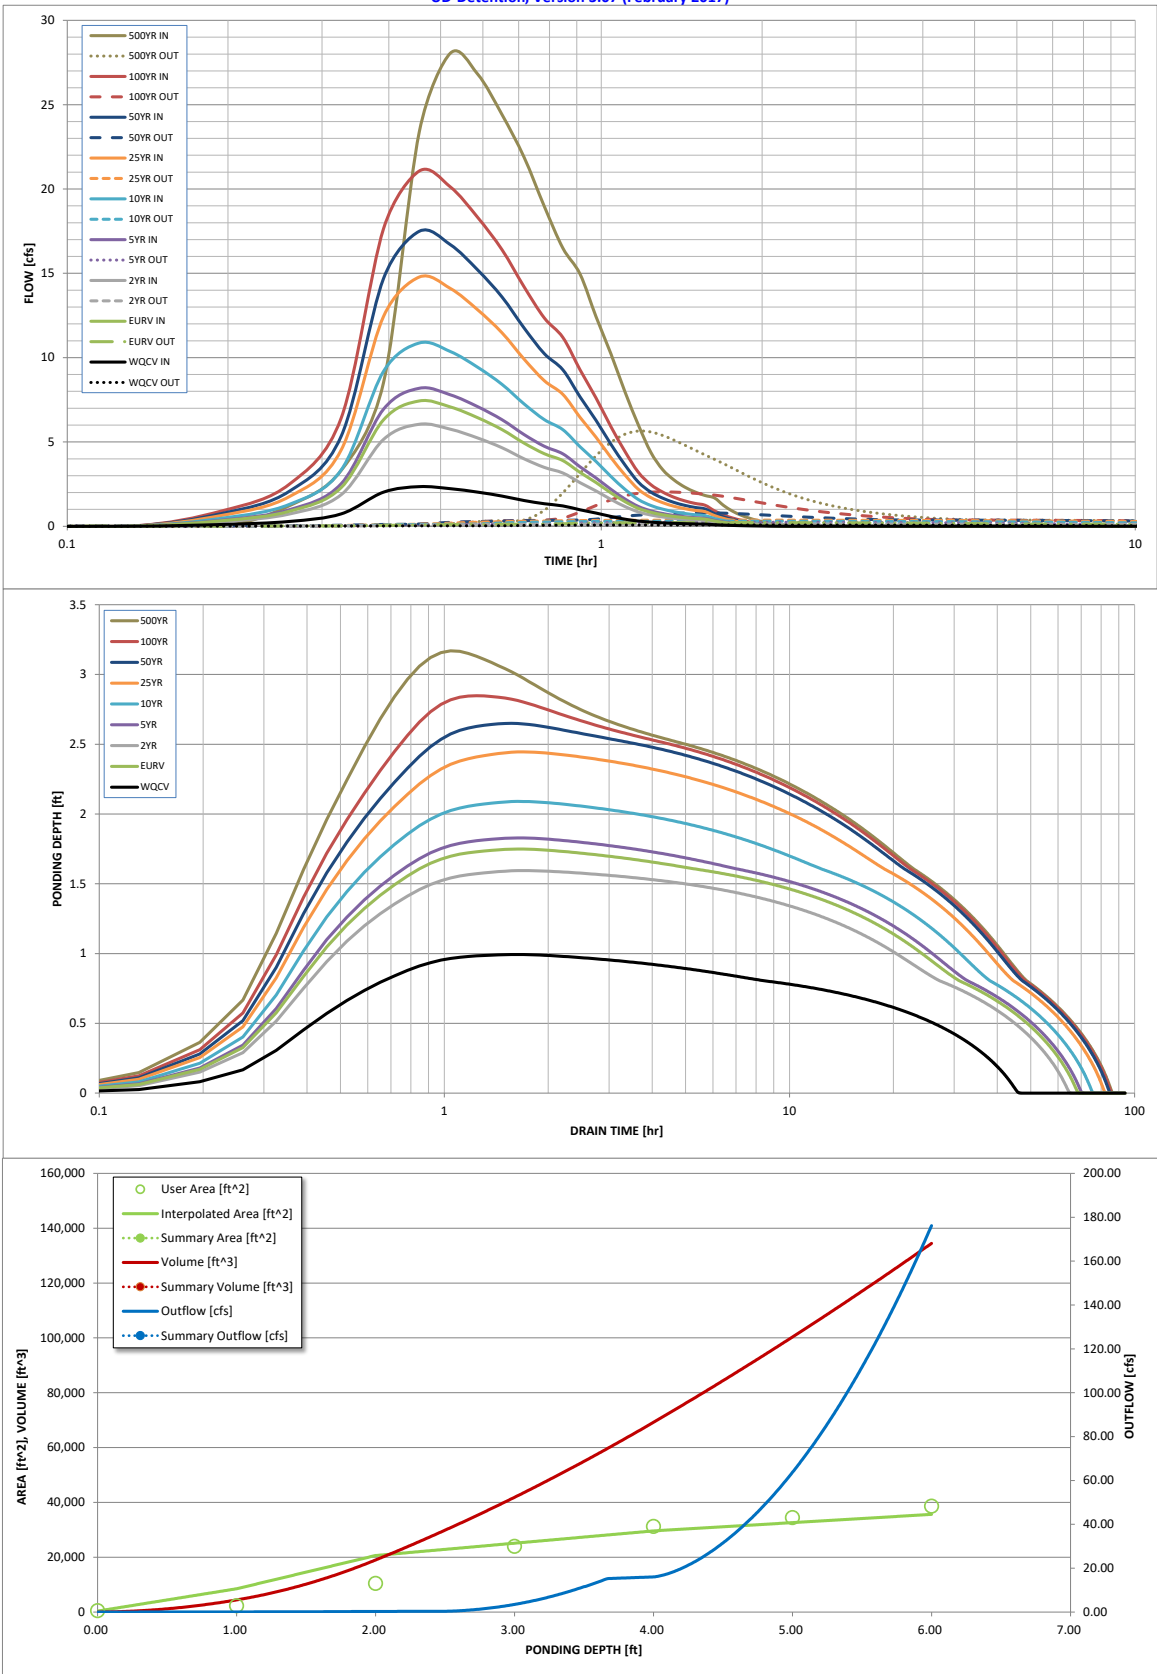 UD-Detention, Version 3.07 (February 2017)
30
25
20
15
10
5
0
FLOW [cfs]
500YR IN
500YR OUT
100YR IN
100YR OUT
50YR IN
50YR OUT
25YR IN
25YR OUT
10YR IN
10YR OUT
5YR IN
5YR OUT
2YR IN
2YR OUT
EURV IN
EURV OUT
WQCV IN
WQCV OUT
0.1
1
10
TIME [hr]
3.5
3
2.5
2
1.5
1
0.5
0
PONDING DEPTH [ft]
500YR
100YR
50YR
25YR
10YR
5YR
2YR
EURV
WQCV
0.1
1
10
100
DRAIN TIME [hr]
160,000
140,000
120,000
100,000
80,000
60,000
40,000
20,000
0
AREA [ft^2], VOLUME [ft^3]
User Area [ft^2]
Interpolated Area [ft^2]
Summary Area [ft^2]
Volume [ft^3]
Summary Volume [ft^3]
Outflow [cfs]
Summary Outflow [cfs]
200.00
180.00
160.00
140.00
120.00
100.00
80.00
60.00
40.00
20.00
0.00
OUTFLOW [cfs]
0.00
1.00
2.00
3.00
4.00
5.00
6.00
7.00
PONDING DEPTH [ft]